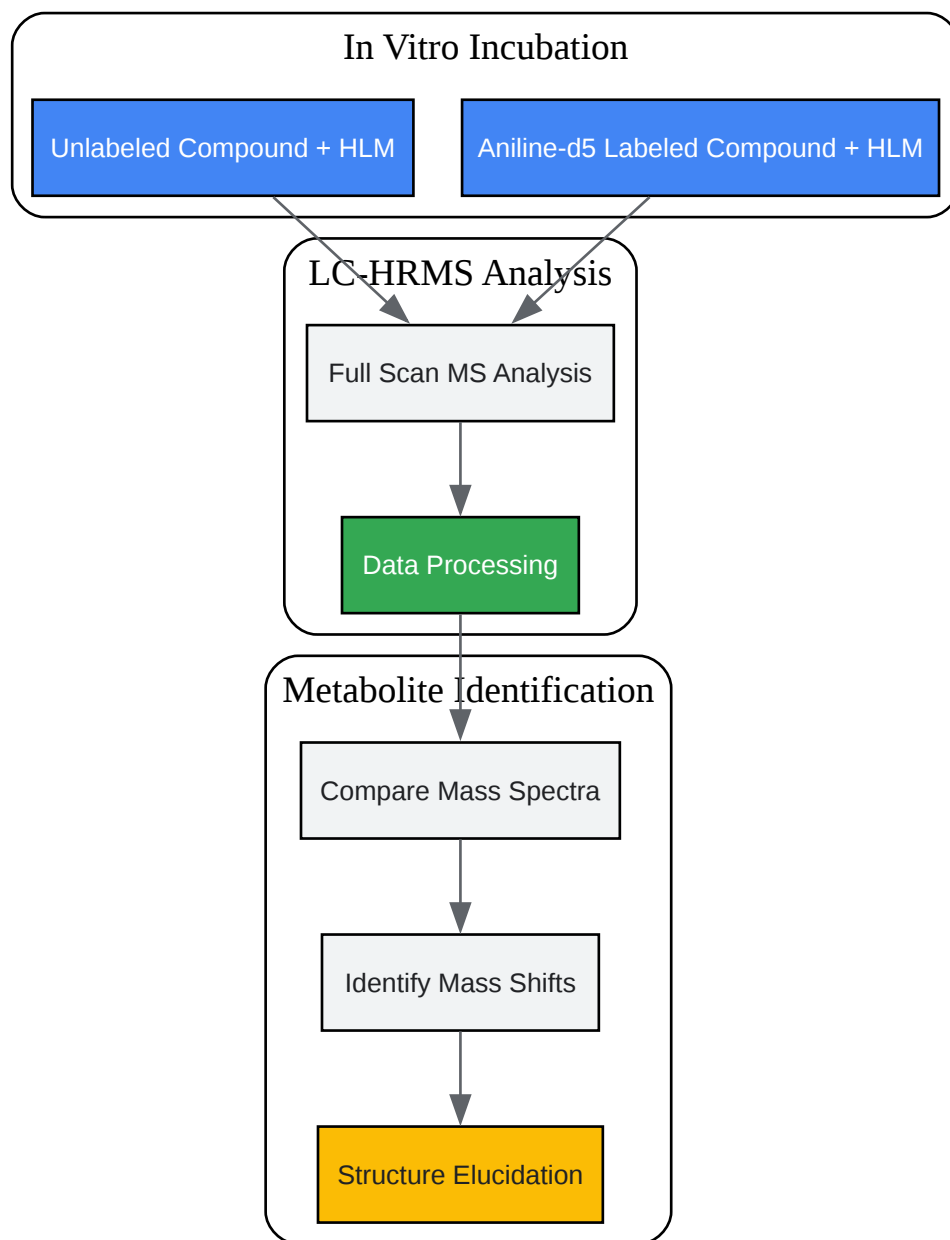 In Vitro Incubation
Unlabeled Compound + HLM
Aniline-d5 Labeled Compound + HLM
LC-HRMS Analysis
Full Scan MS Analysis
Data Processing
Metabolite Identification
Compare Mass Spectra
Identify Mass Shifts
Structure Elucidation